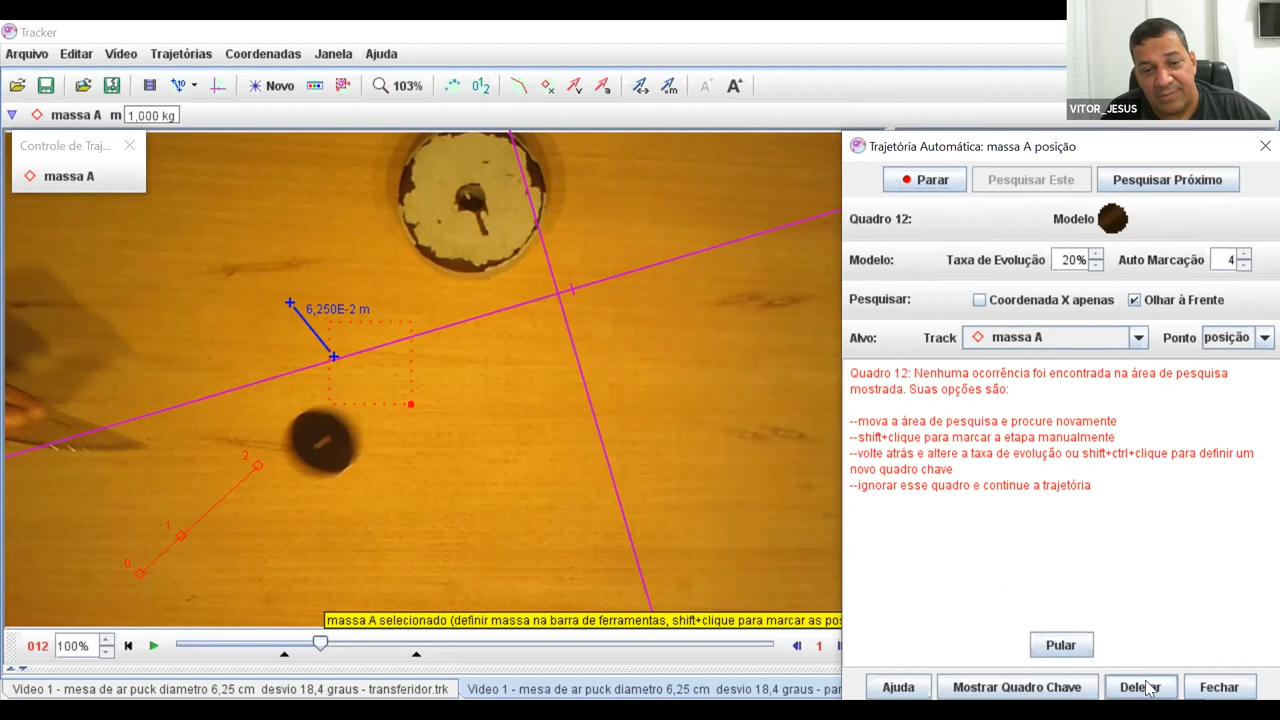 Tracker
Arquivo Editar Vídeo Trajetórias Coordenadas Janela Ajuda
Novo 103%
massa A m 1,000 kg
VITOR_JESUS
Controle de Traj...
massa A
6,250E-2 m
2
1
0
massa A selecionado (definir massa na barra de ferramentas, shift+clique para marcar as pos
012 100% 1
Video 1 - mesa de ar puck diametro 6,25 cm desvio 18,4 graus - transferidor.trk
Video 1 - mesa de ar puck diametro 6,25 cm desvio 18,4 graus - par
Trajetória Automática: massa A posição
Parar Pesquisar Este Pesquisar Próximo
Quadro 12: Modelo
Modelo: Taxa de Evolução 20% Auto Marcação 4
Pesquisar: Coordenada X apenas Olhar à Frente
Alvo: Track massa A Ponto posição
Quadro 12: Nenhuma ocorrência foi encontrada na área de pesquisa
mostrada. Suas opções são:
--mova a área de pesquisa e procure novamente
--shift+clique para marcar a etapa manualmente
--volte atrás e altere a taxa de evolução ou shift+ctrl+clique para definir um
novo quadro chave
--ignorar esse quadro e continue a trajetória
Pular
Ajuda Mostrar Quadro Chave Deletar Fechar